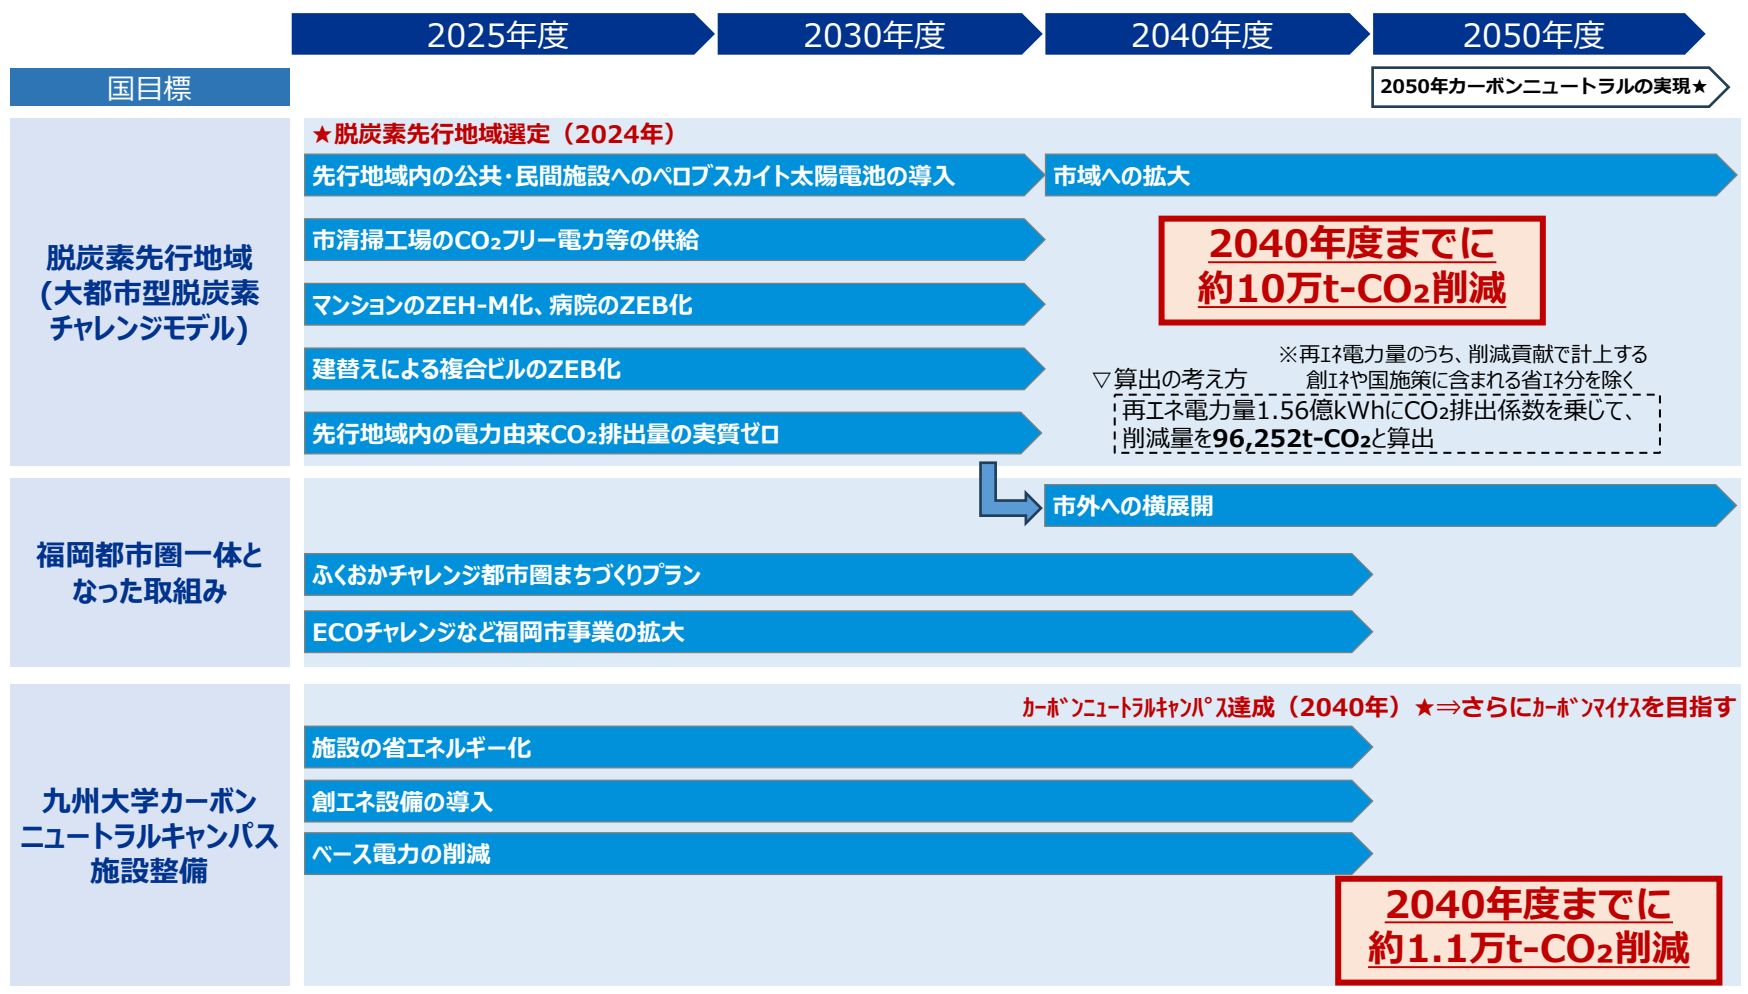 2025年度
2030年度
2040年度
2050年度
国目標
2050年カーボンニュートラルの実現★
脱炭素先行地域
(大都市型脱炭素
チャレンジモデル)
★脱炭素先行地域選定（2024年）
先行地域内の公共・民間施設へのペロブスカイト太陽電池の導入
市域への拡大
市清掃工場のCO₂フリー電力等の供給
マンションのZEH-M化、病院のZEB化
建替えによる複合ビルのZEB化
先行地域内の電力由来CO₂排出量の実質ゼロ
2040年度までに
約10万t-CO₂削減
※再ｴﾈ電力量のうち、削減貢献で計上する
創ｴﾈや国施策に含まれる省ｴﾈ分を除く
▽算出の考え方
再エネ電力量1.56億kWhにCO₂排出係数を乗じて、
削減量を96,252t-CO₂と算出
福岡都市圏一体と
なった取組み
市外への横展開
ふくおかチャレンジ都市圏まちづくりプラン
ECOチャレンジなど福岡市事業の拡大
九州大学カーボン
ニュートラルキャンパス
施設整備
ｶｰﾎﾞﾝﾆｭｰﾄﾗﾙｷｬﾝﾊﾟｽ達成（2040年）★⇒さらにｶｰﾎﾞﾝﾏｲﾅｽを目指す
施設の省エネルギー化
創エネ設備の導入
ベース電力の削減
2040年度までに
約1.1万t-CO₂削減